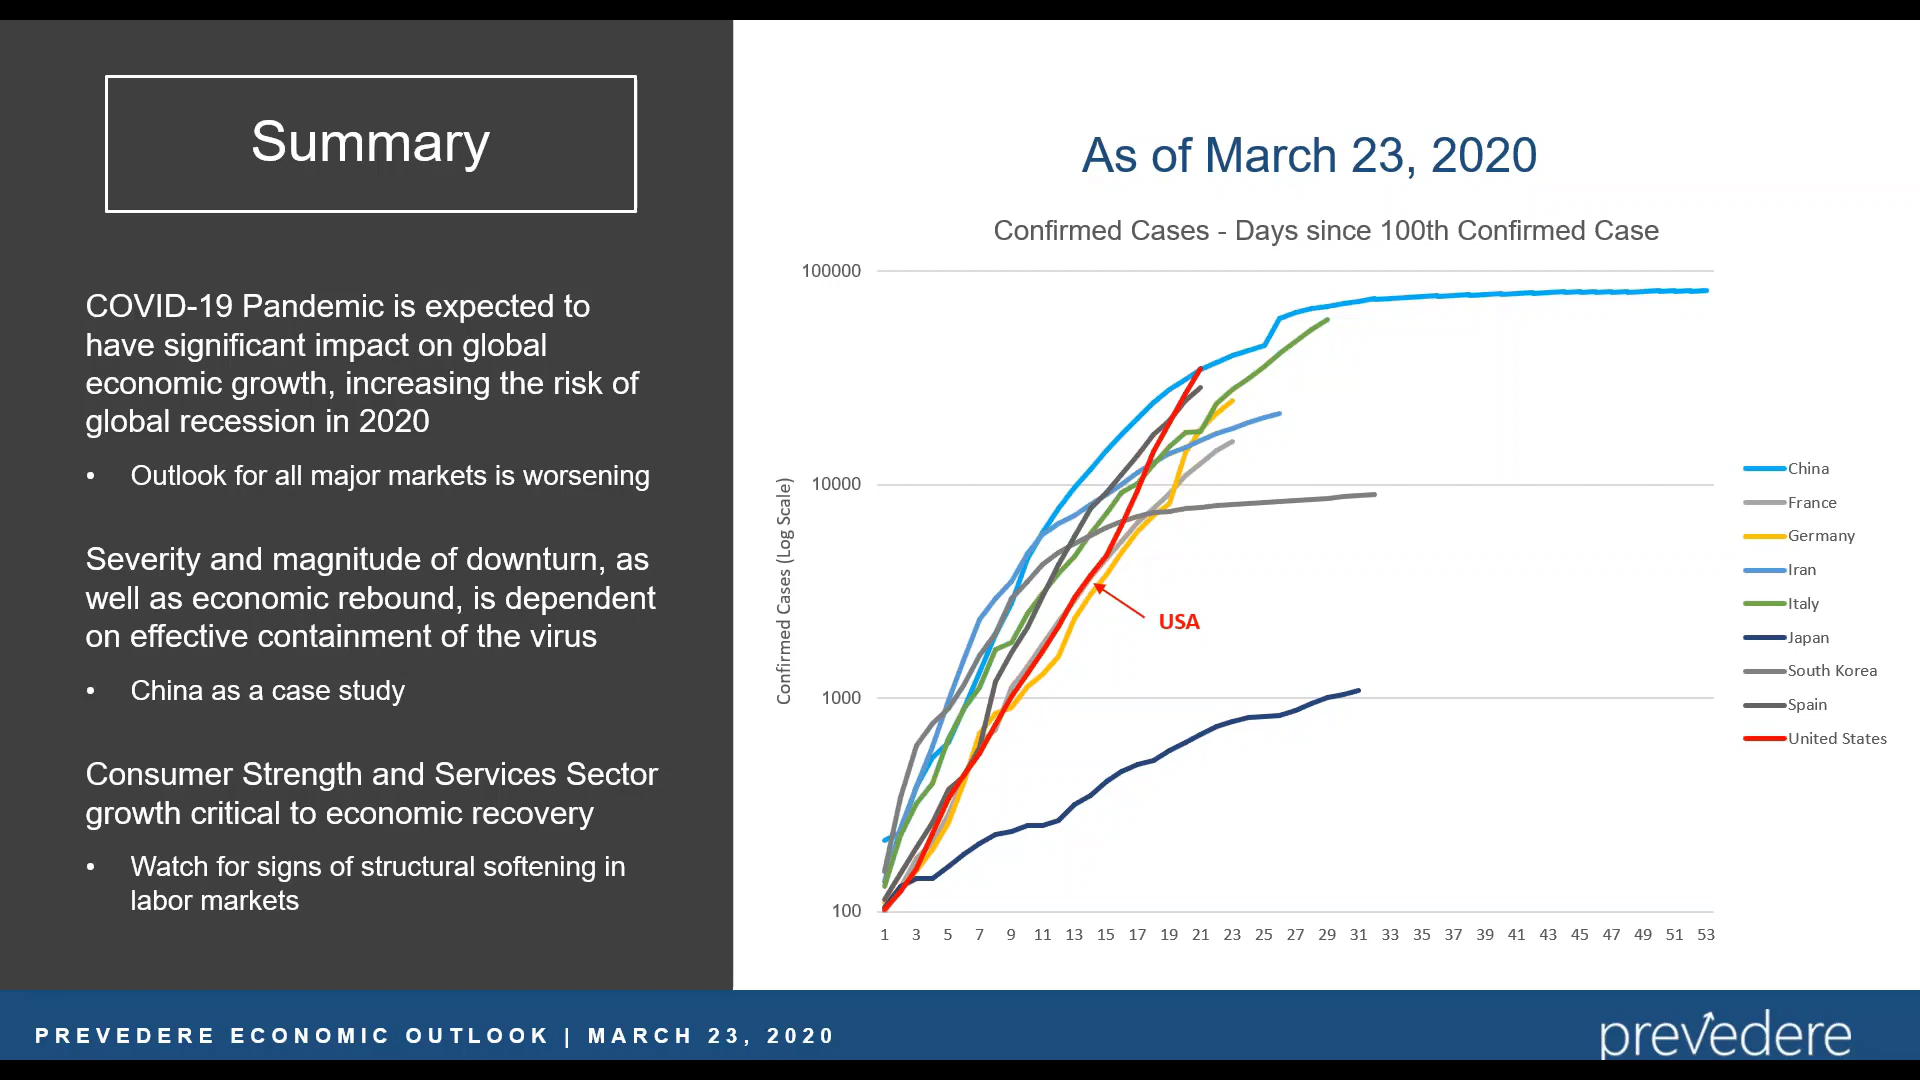 Summary
COVID-19 Pandemic is expected to
have significant impact on global
economic growth, increasing the risk of
global recession in 2020
• Outlook for all major markets is worsening
Severity and magnitude of downturn, as
well as economic rebound, is dependent
on effective containment of the virus
• China as a case study
Consumer Strength and Services Sector
growth critical to economic recovery
• Watch for signs of structural softening in
labor markets
As of March 23, 2020
Confirmed Cases - Days since 100th Confirmed Case
Confirmed Cases (Log Scale)
100000
10000
1000
100
1 3 5 7 9 11 13 15 17 19 21 23 25 27 29 31 33 35 37 39 41 43 45 47 49 51 53
USA
China
France
Germany
Iran
Italy
Japan
South Korea
Spain
United States
PREVEDERE ECONOMIC OUTLOOK | MARCH 23, 2020
prevedere